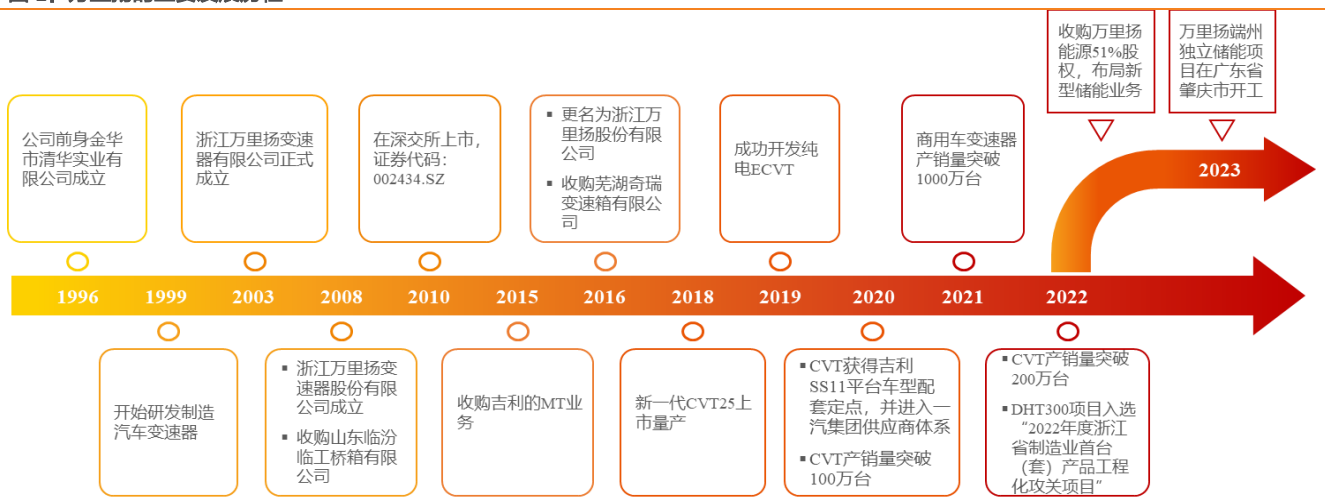 收购万里扬
能源51%股
权，布局新
型储能业务
万里扬端州
独立储能项
目在广东省
肇庆市开工
公司前身金华
市清华实业有
限公司成立
浙江万里扬变速
器有限公司正式
成立
在深交所上市，
证券代码：
002434.SZ
▪ 更名为浙江万
里扬股份有限
公司
▪ 收购芜湖奇瑞
变速箱有限公
司
成功开发纯
电ECVT
商用车变速器
产销量突破
1000万台
2023
1996
1999
2003
2008
2010
2015
2016
2018
2019
2020
2021
2022
开始研发制造
汽车变速器
▪ 浙江万里扬变
速器股份有限
公司成立
▪ 收购山东临汾
临工桥箱有限
公司
收购吉利的MT业
务
新一代CVT25上
市量产
▪CVT获得吉利
SS11平台车型配
套定点，并进入一
汽集团供应商体系
▪CVT产销量突破
100万台
▪CVT产销量突破
200万台
▪DHT300项目入选
“2022年度浙江
省制造业首台
（套）产品工程
化攻关项目”